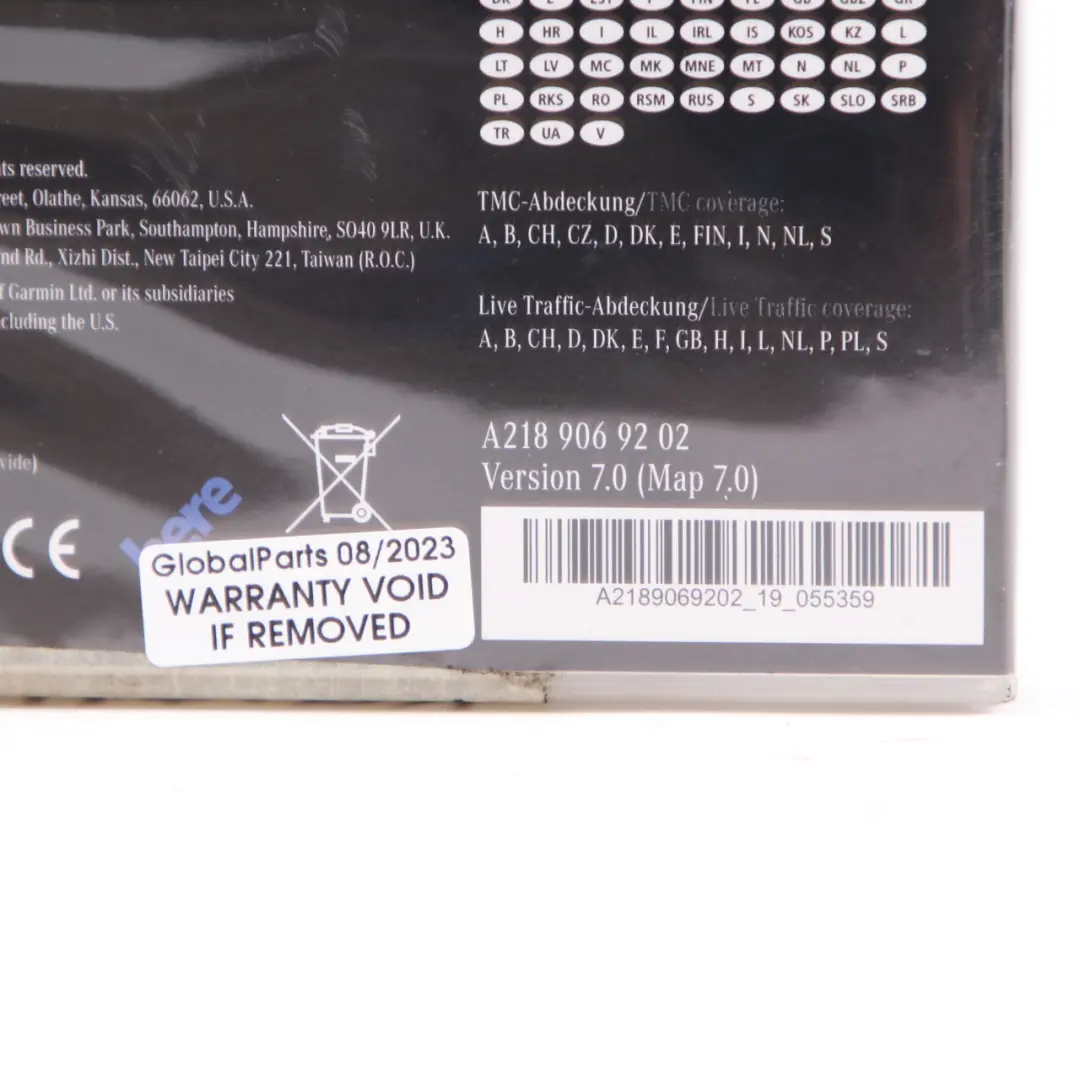 H HR I IL IRL IS KOS KZ L
LT LV MC MK MNE MT N NL P
PL RKS RO RSM RUS S SK SLO SRB
TR UA V
ts reserved.
reet, Olathe, Kansas, 66062, U.S.A.
wn Business Park, Southampton, Hampshire, SO40 9LR, U.K.
nd Rd., Xizhi Dist., New Taipei City 221, Taiwan (R.O.C.)
f Garmin Ltd. or its subsidiaries
cluding the U.S.
vide)
CE
here
GlobalParts 08/2023
WARRANTY VOID
IF REMOVED
TMC-Abdeckung/TMC coverage:
A, B, CH, CZ, D, DK, E, FIN, I, N, NL, S
Live Traffic-Abdeckung/Live Traffic coverage:
A, B, CH, D, DK, E, F, GB, H, I, L, NL, P, PL, S
A218 906 92 02
Version 7.0 (Map 7.0)
A2189069202_19_055359